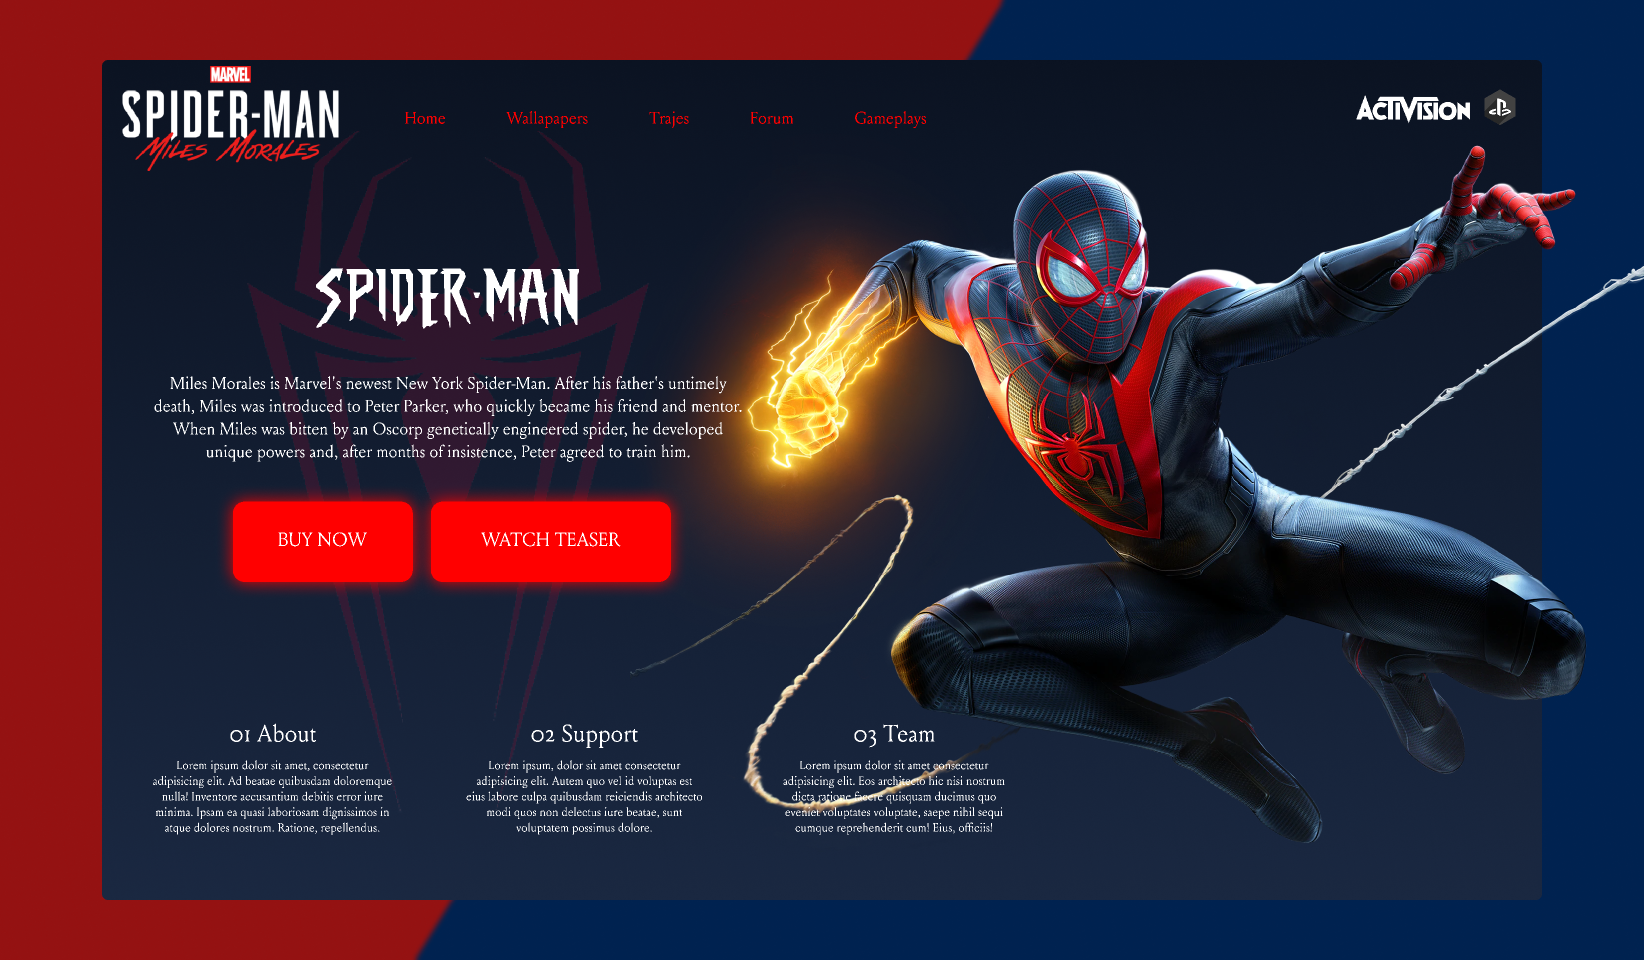 MARVEL
SPIDER-MAN
MILES MORALES
Home
Wallapapers
Trajes
Forum
Gameplays
ACTIVISION
SPIDER-MAN
Miles Morales is Marvel's newest New York Spider-Man. After his father's untimely
death, Miles was introduced to Peter Parker, who quickly became his friend and mentor.
When Miles was bitten by an Oscorp genetically engineered spider, he developed
unique powers and, after months of insistence, Peter agreed to train him.
BUY NOW
WATCH TEASER
01 About
Lorem ipsum dolor sit amet, consectetur
adipisicing elit. Ad beatae quibusdam doloremque
nulla! Inventore accusantium debitis error iure
minima. Ipsam ea quasi laboriosam dignissimos in
atque dolores nostrum. Ratione, repellendus.
02 Support
Lorem ipsum, dolor sit amet consectetur
adipisicing elit. Autem quo vel id voluptas est
eius labore culpa quibusdam reiciendis architecto
modi quos non delectus iure beatae, sunt
voluptatem possimus dolore.
03 Team
Lorem ipsum dolor sit amet consectetur
adipisicing elit. Eos architecto hic nisi nostrum
dicta ratione facere quisquam ducimus quo
eveniet voluptates voluptate, saepe nihil sequi
cumque reprehenderit cum! Eius, officiis!